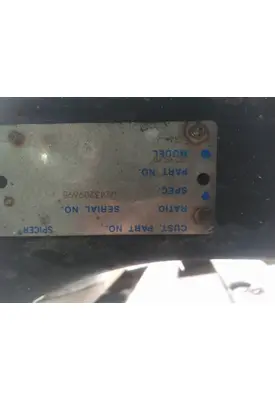 SPICER®
CUST. PART NO.
RATIO SERIAL NO.
SPEC
PART NO.
MODEL